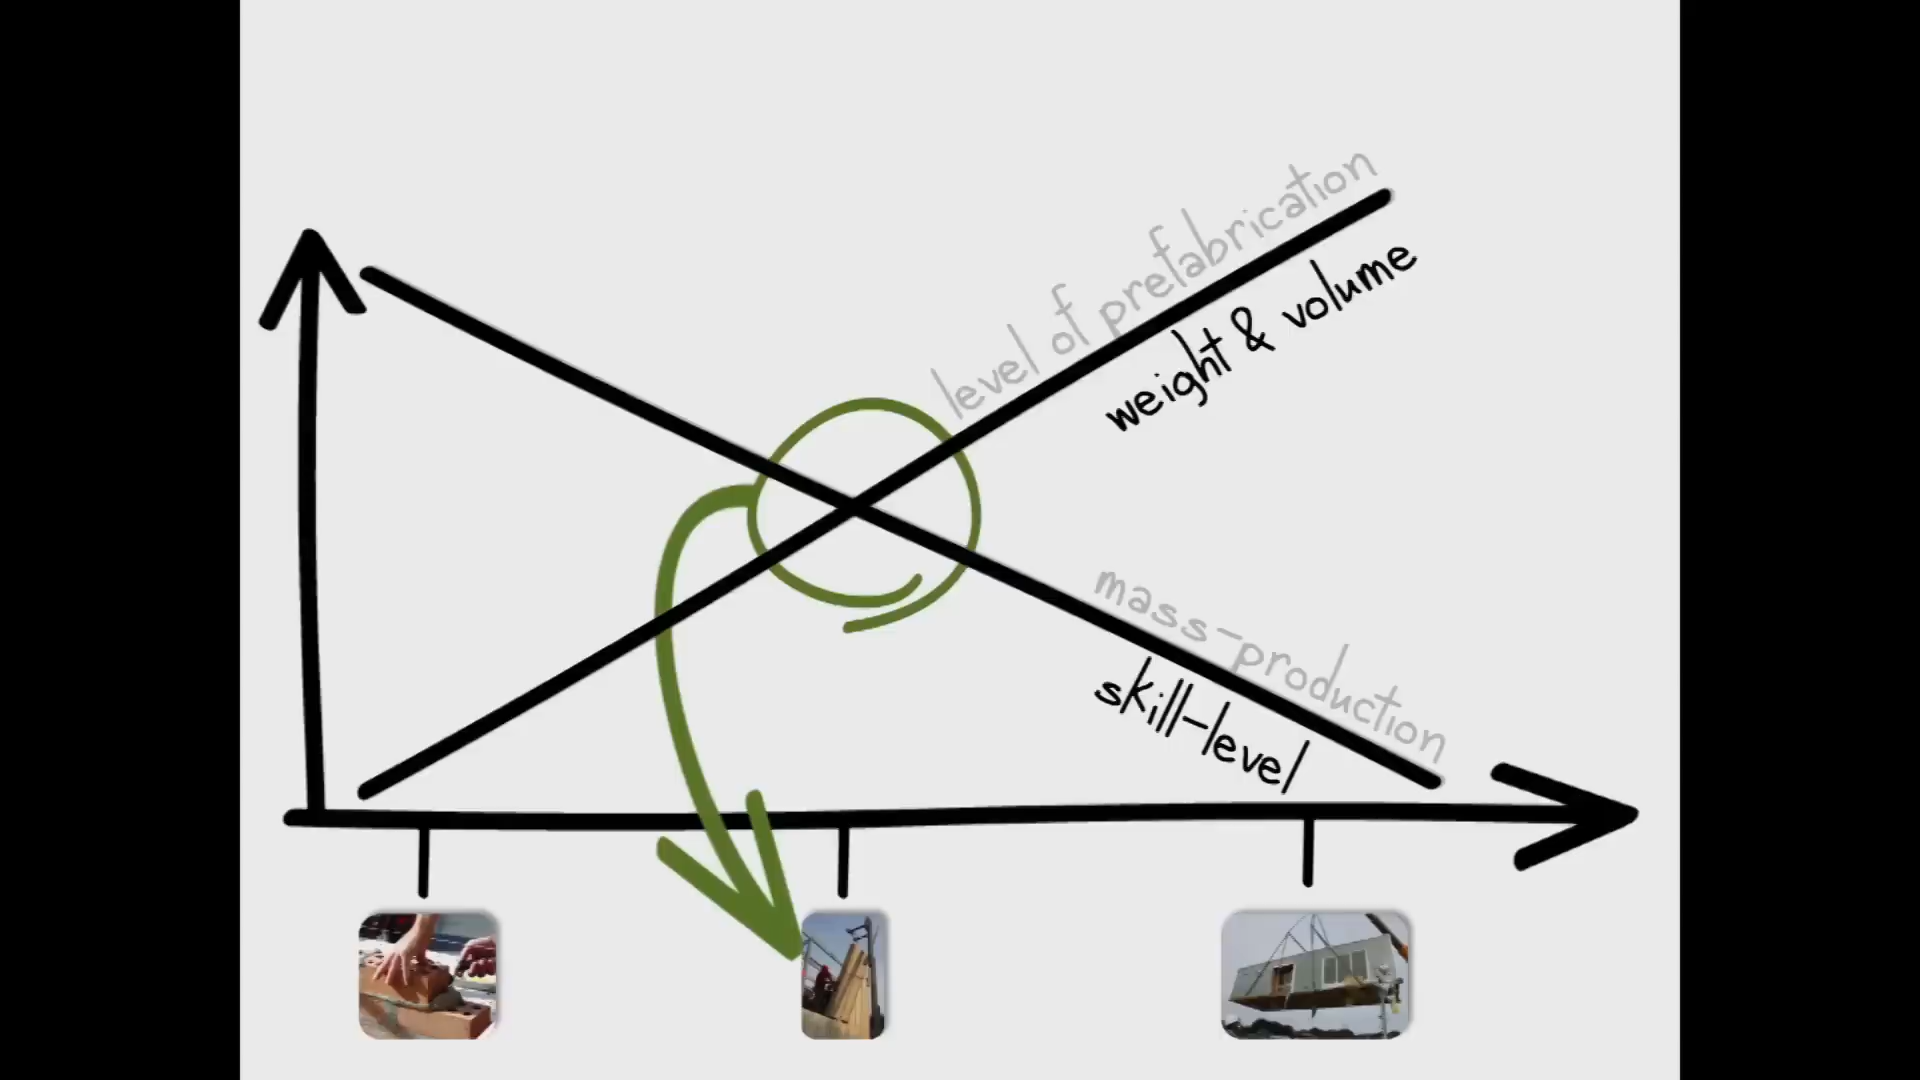 level of prefabrication
weight & volume
mass-production
skill-level